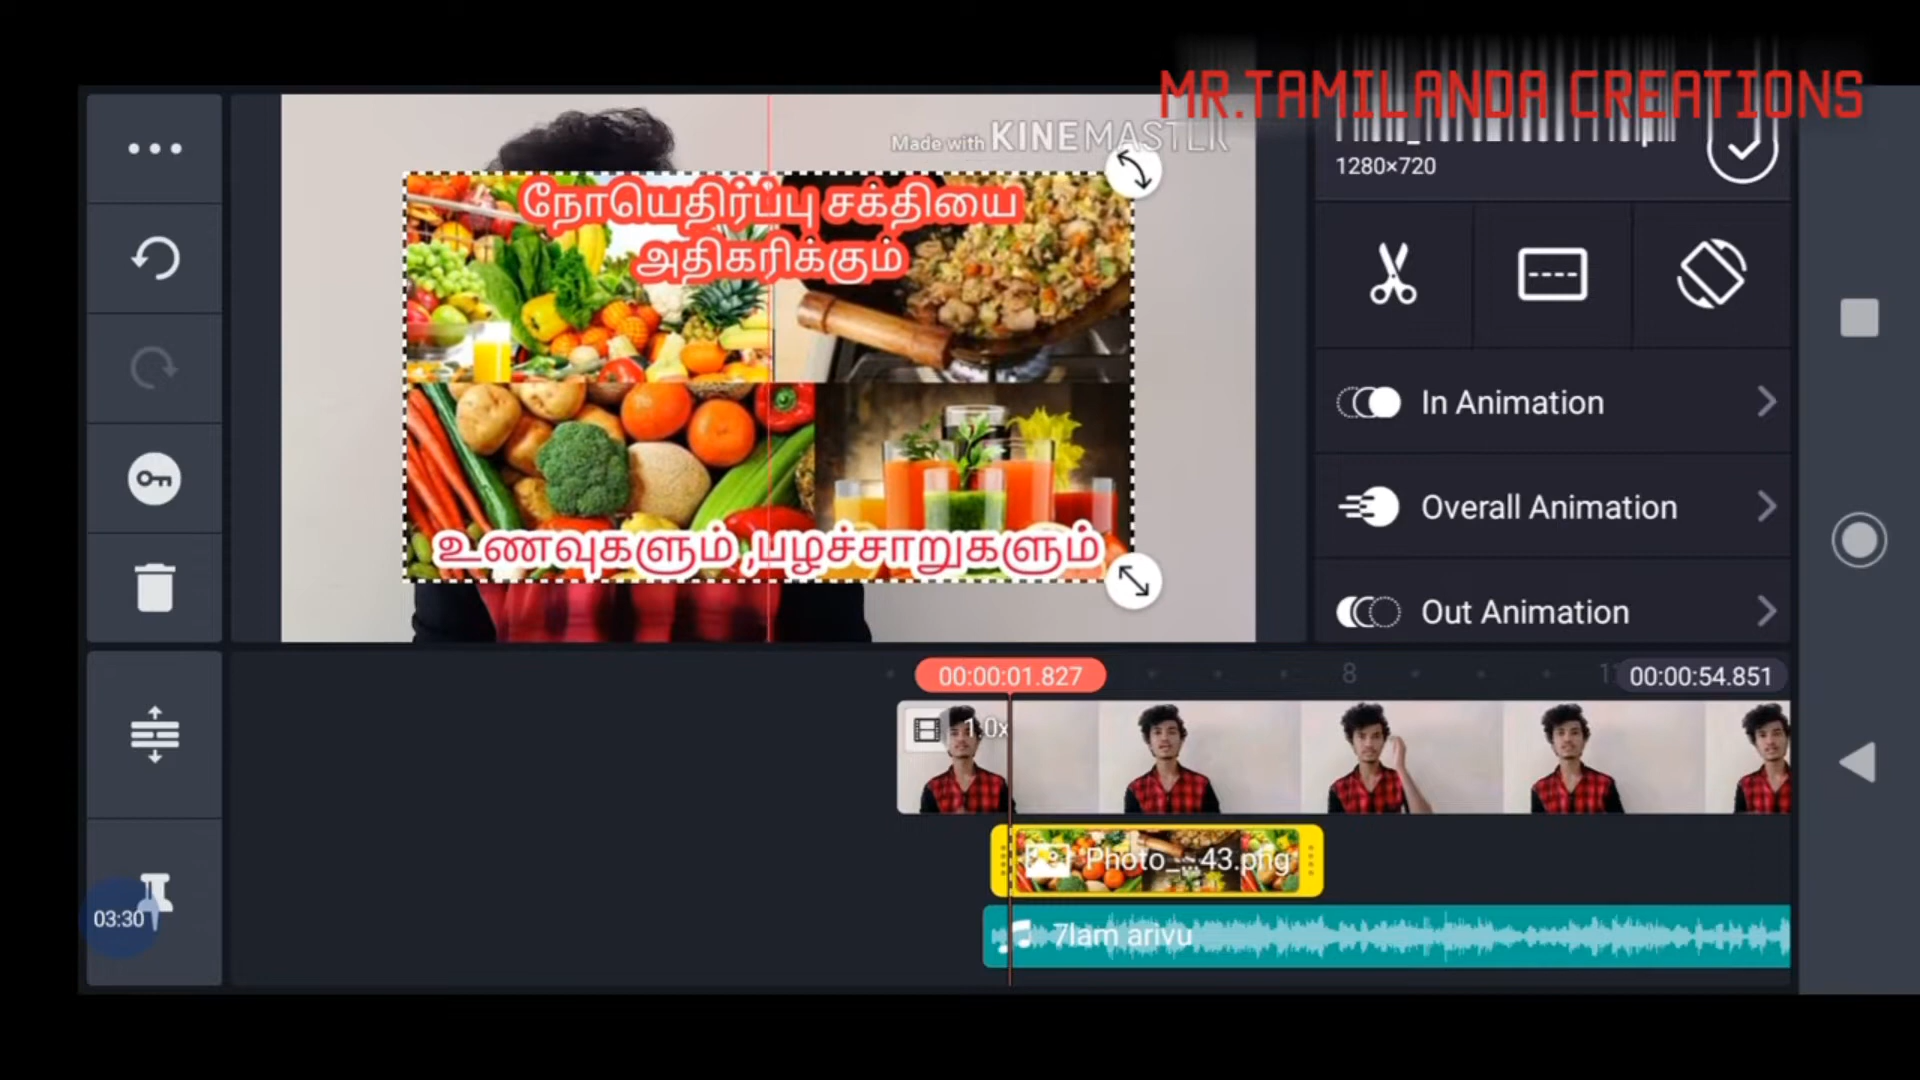 MR.TAMILANDA CREATIONS
Made with KINEMASTER
1280×720
நோயெதிர்ப்பு சக்தியை
அதிகரிக்கும்
உணவுகளும் ,பழச்சாறுகளும்
In Animation
Overall Animation
Out Animation
00:00:01.827
8
00:00:54.851
1.0x
Photo_...43.png
03:30
7lam arivu